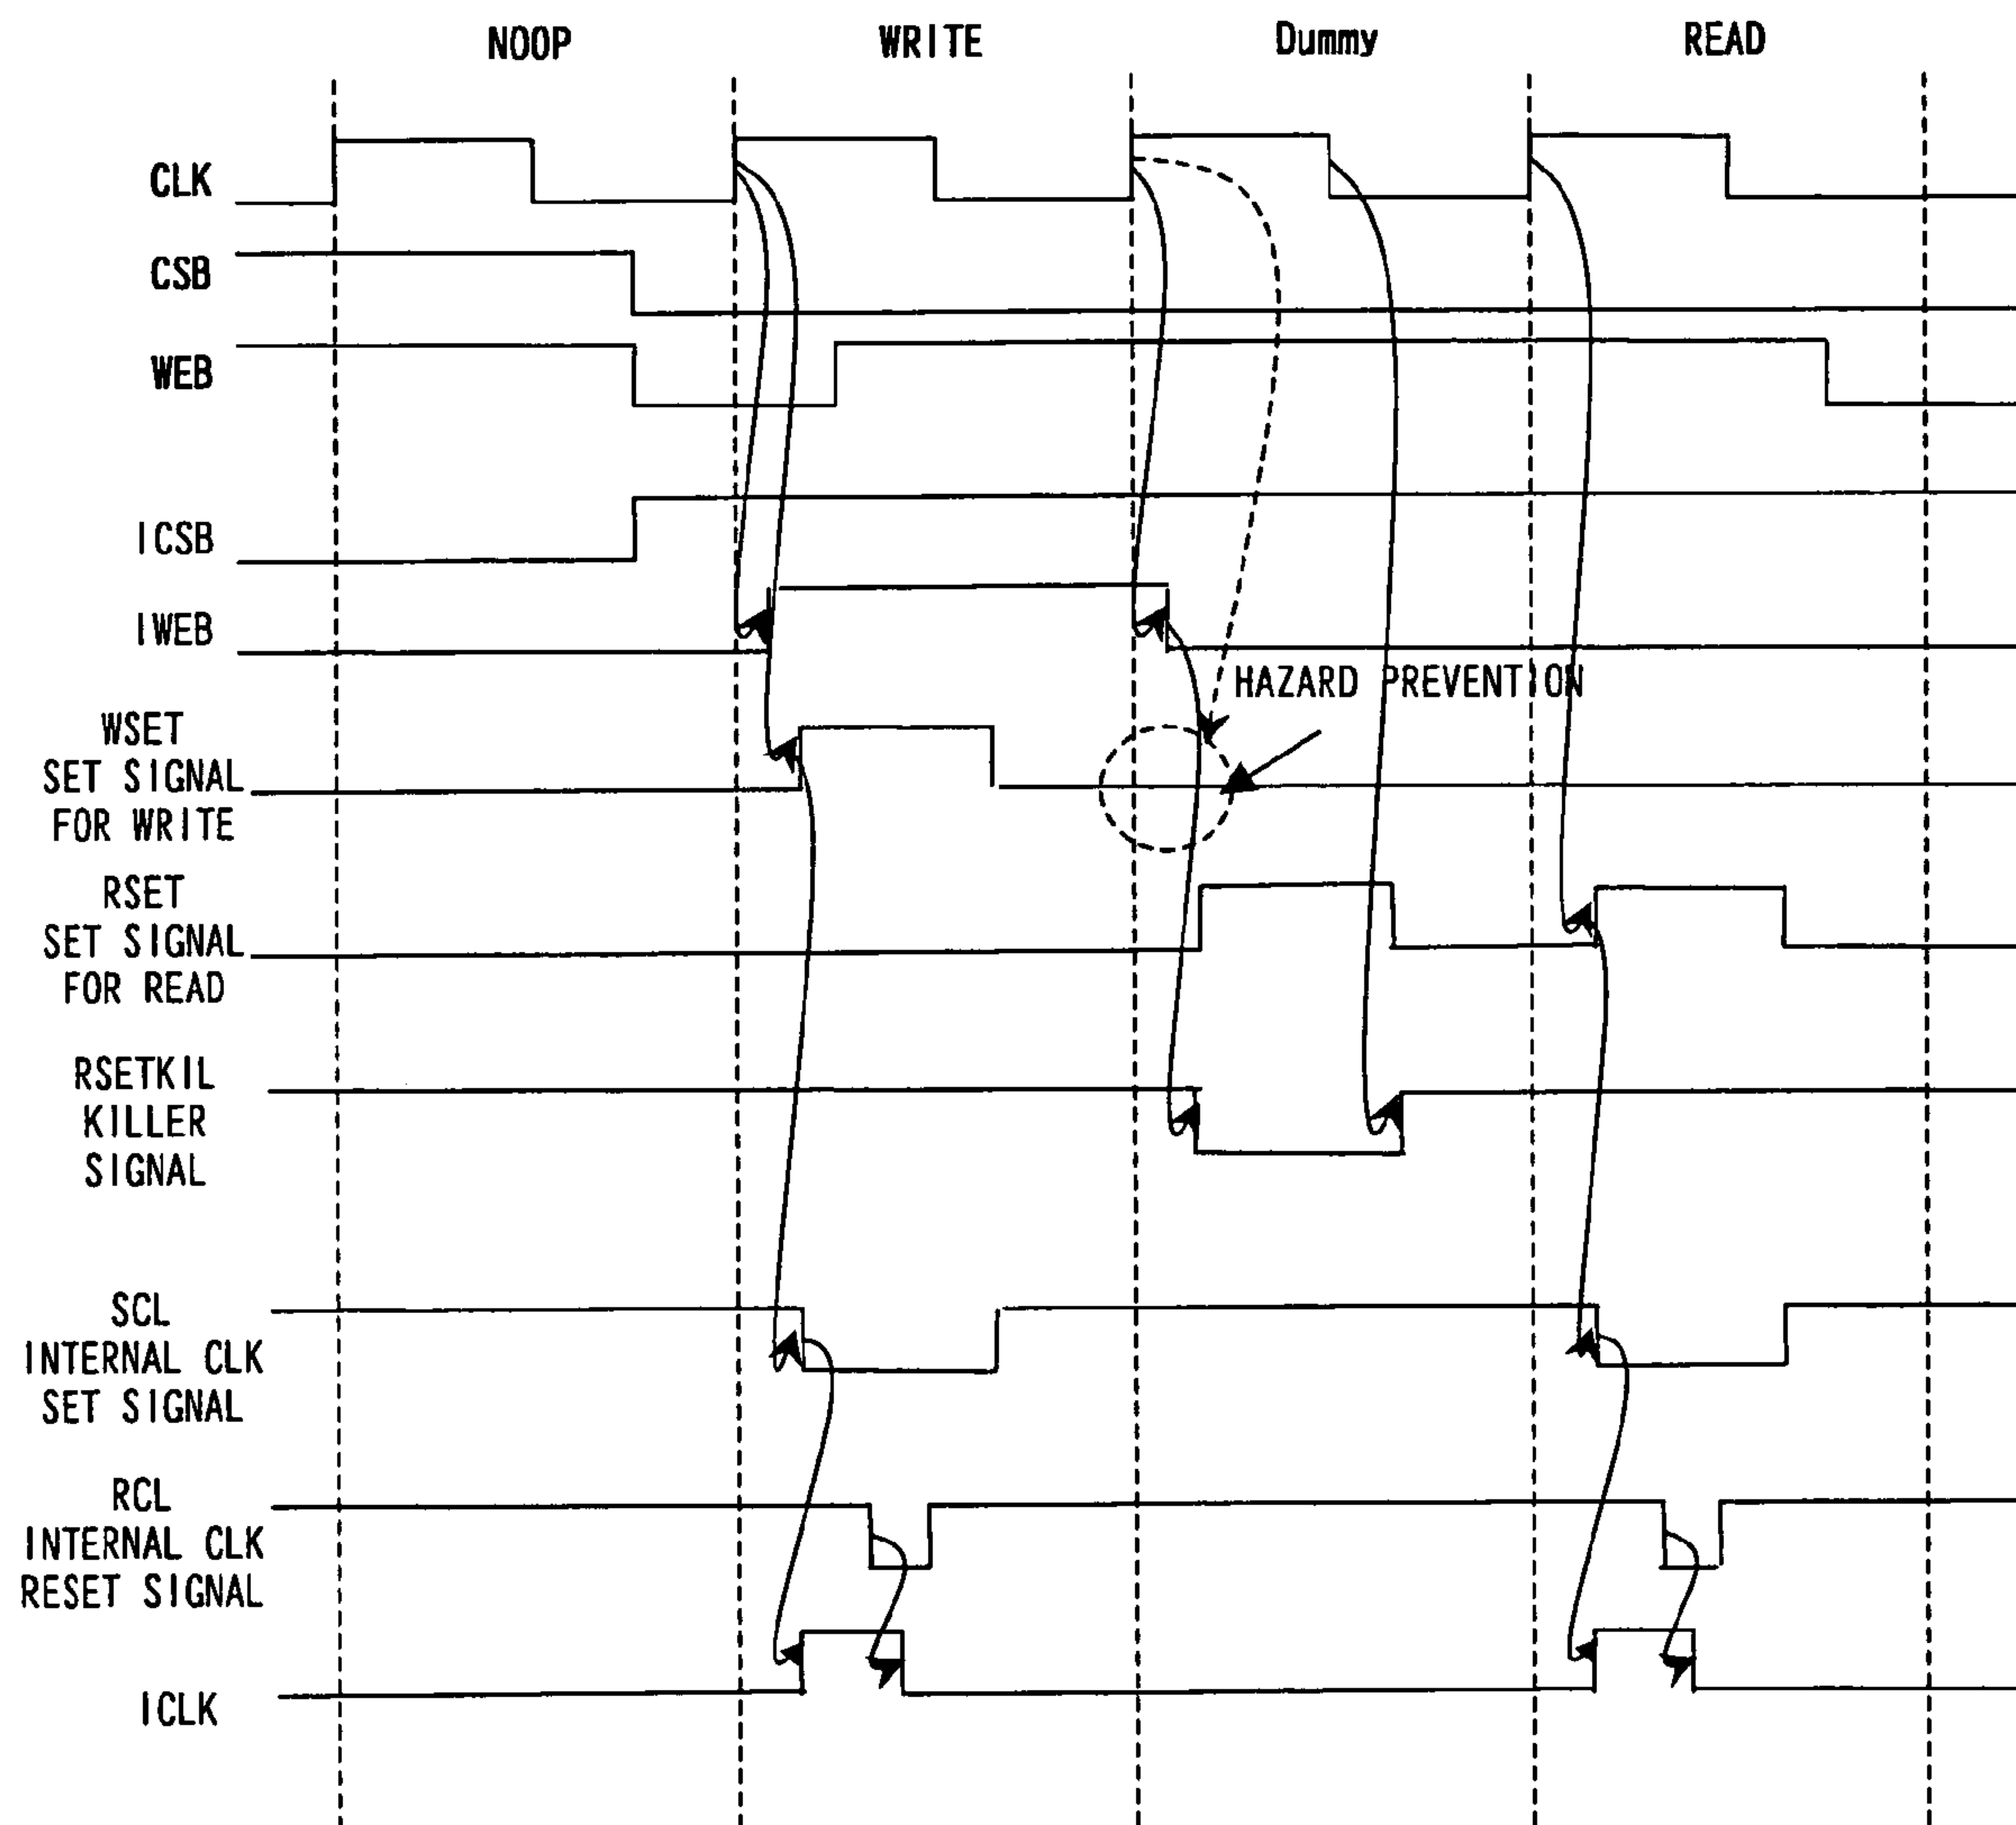 NOOP WRITE Dummy READ
CLK
CSB
WEB
ICSB
IWEB
HAZARD PREVENTION
WSET
SET SIGNAL
FOR WRITE
RSET
SET SIGNAL
FOR READ
RSETKIL
KILLER
SIGNAL
SCL
INTERNAL CLK
SET SIGNAL
RCL
INTERNAL CLK
RESET SIGNAL
ICLK